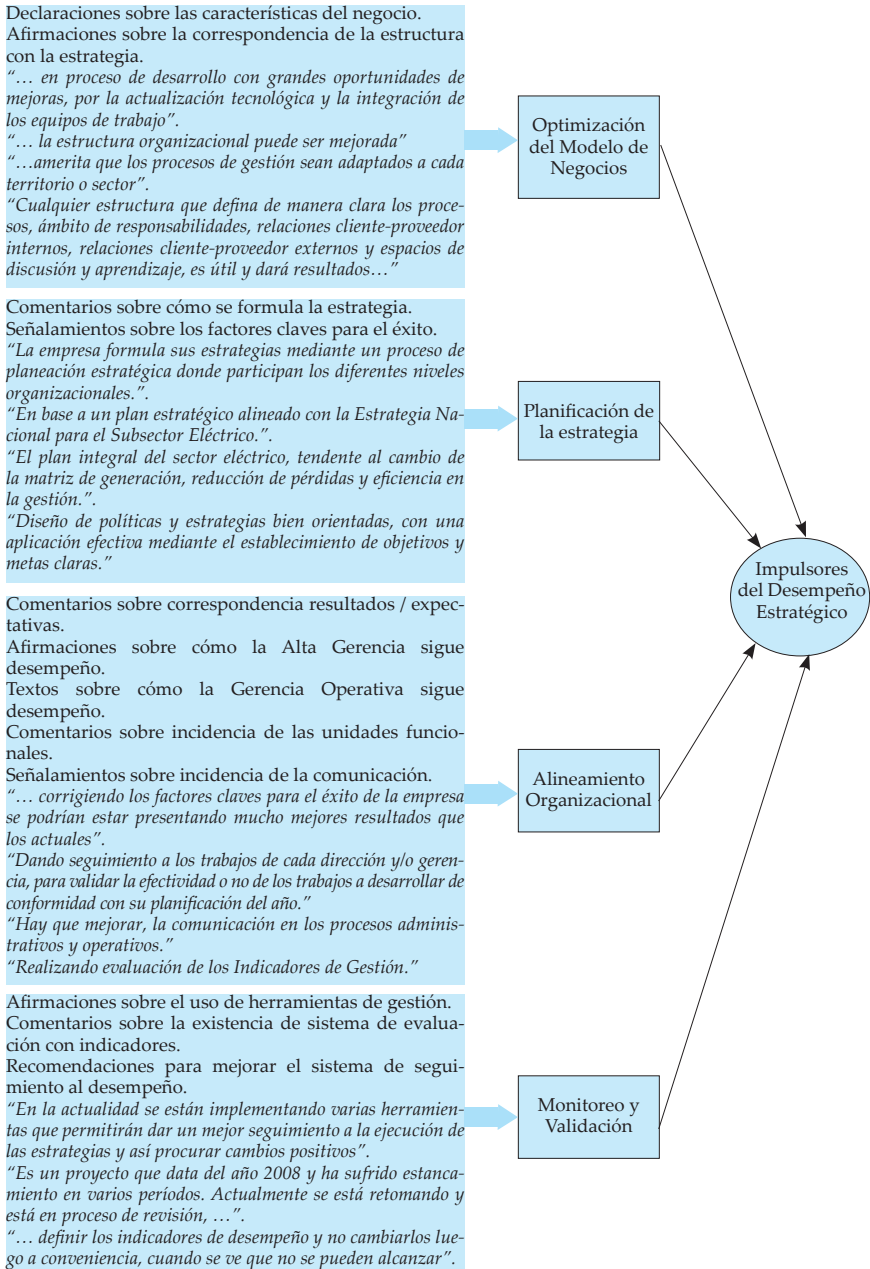 Declaraciones sobre las características del negocio.
Afirmaciones sobre la correspondencia de la estructura
con la estrategia.
“… en proceso de desarrollo con grandes oportunidades de
mejoras, por la actualización tecnológica y la integración de
los equipos de trabajo”.
“… la estructura organizacional puede ser mejorada”
“…amerita que los procesos de gestión sean adaptados a cada
territorio o sector”.
“Cualquier estructura que defina de manera clara los proce-
sos, ámbito de responsabilidades, relaciones cliente-proveedor
internos, relaciones cliente-proveedor externos y espacios de
discusión y aprendizaje, es útil y dará resultados…”
Optimización
del Modelo de
Negocios
Comentarios sobre cómo se formula la estrategia.
Señalamientos sobre los factores claves para el éxito.
“La empresa formula sus estrategias mediante un proceso de
planeación estratégica donde participan los diferentes niveles
organizacionales.”.
“En base a un plan estratégico alineado con la Estrategia Na-
cional para el Subsector Eléctrico.”.
“El plan integral del sector eléctrico, tendente al cambio de
la matriz de generación, reducción de pérdidas y eficiencia en
la gestión.”.
“Diseño de políticas y estrategias bien orientadas, con una
aplicación efectiva mediante el establecimiento de objetivos y
metas claras.”
Planificación de
la estrategia
Impulsores
del Desempeño
Estratégico
Comentarios sobre correspondencia resultados / expec-
tativas.
Afirmaciones sobre cómo la Alta Gerencia sigue
desempeño.
Textos sobre cómo la Gerencia Operativa sigue
desempeño.
Comentarios sobre incidencia de las unidades funcio-
nales.
Señalamientos sobre incidencia de la comunicación.
“… corrigiendo los factores claves para el éxito de la empresa
se podrían estar presentando mucho mejores resultados que
los actuales”.
“Dando seguimiento a los trabajos de cada dirección y/o geren-
cia, para validar la efectividad o no de los trabajos a desarrollar de
conformidad con su planificación del año.”
“Hay que mejorar, la comunicación en los procesos adminis-
trativos y operativos.”
“Realizando evaluación de los Indicadores de Gestión.”
Alineamiento
Organizacional
Afirmaciones sobre el uso de herramientas de gestión.
Comentarios sobre la existencia de sistema de evalua-
ción con indicadores.
Recomendaciones para mejorar el sistema de segui-
miento al desempeño.
“En la actualidad se están implementando varias herramien-
tas que permitirán dar un mejor seguimiento a la ejecución de
las estrategias y así procurar cambios positivos”.
“Es un proyecto que data del año 2008 y ha sufrido estanca-
miento en varios períodos. Actualmente se está retomando y
está en proceso de revisión, …”.
“… definir los indicadores de desempeño y no cambiarlos lue-
go a conveniencia, cuando se ve que no se pueden alcanzar”.
Monitoreo y
Validación